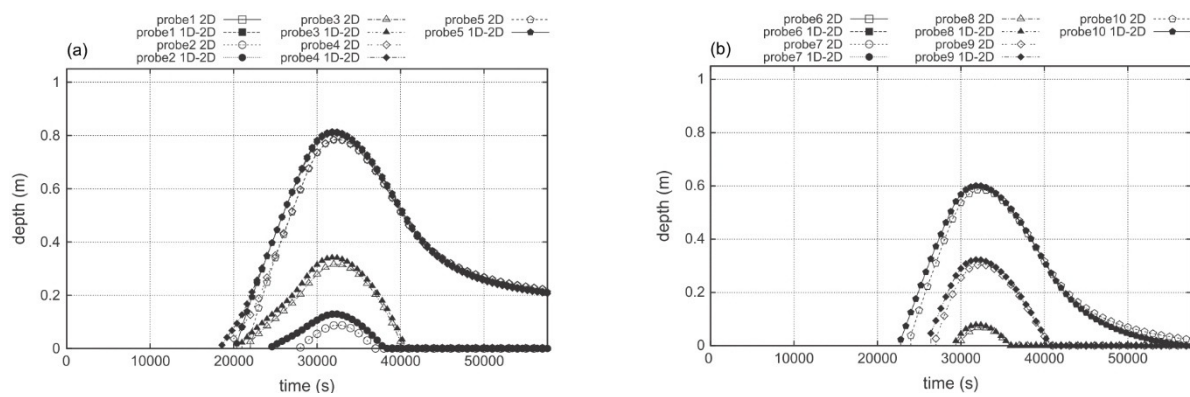 probe1 2D
probe1 1D-2D
probe2 2D
probe2 1D-2D
probe3 2D
probe3 1D-2D
probe4 2D
probe4 1D-2D
probe5 2D
probe5 1D-2D
(a)
1
0.8
0.6
0.4
0.2
0
depth (m)
0 10000 20000 30000 40000 50000
time (s)
probe6 2D
probe6 1D-2D
probe7 2D
probe7 1D-2D
probe8 2D
probe8 1D-2D
probe9 2D
probe9 1D-2D
probe10 2D
probe10 1D-2D
(b)
1
0.8
0.6
0.4
0.2
0
depth (m)
0 10000 20000 30000 40000 50000
time (s)